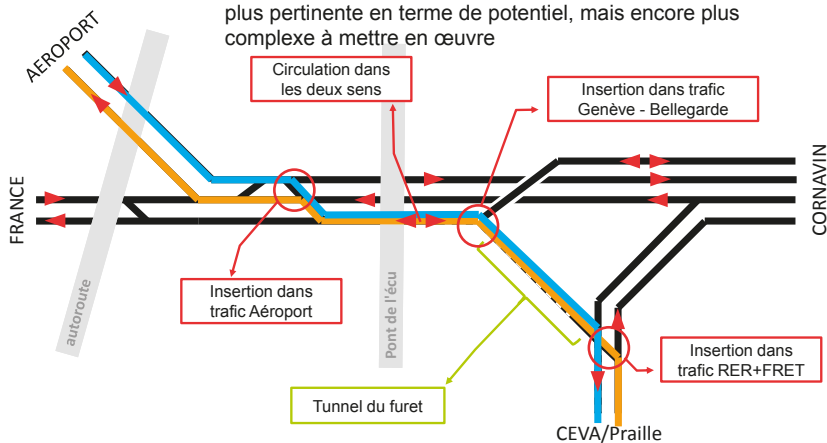 plus pertinente en terme de potentiel, mais encore plus
complexe à mettre en œuvre
AEROPORT
Circulation dans
les deux sens
Insertion dans trafic
Genève - Bellegarde
FRANCE
CORNAVIN
autoroute
Pont de l'écu
Insertion dans
trafic Aéroport
Insertion dans
trafic RER+FRET
Tunnel du furet
CEVA/Praille